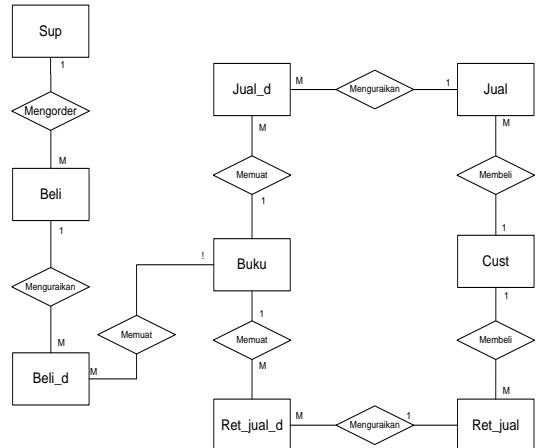 Sup
1
Mengorder
M
Beli
1
Menguraikan
M
Beli_d
M
Memuat
!
Jual_d
M
Menguraikan
1
Jual
M
Memuat
1
Buku
1
Memuat
M
Ret_jual_d
M
Menguraikan
1
Ret_jual
M
Membeli
1
Cust
1
Membeli
M